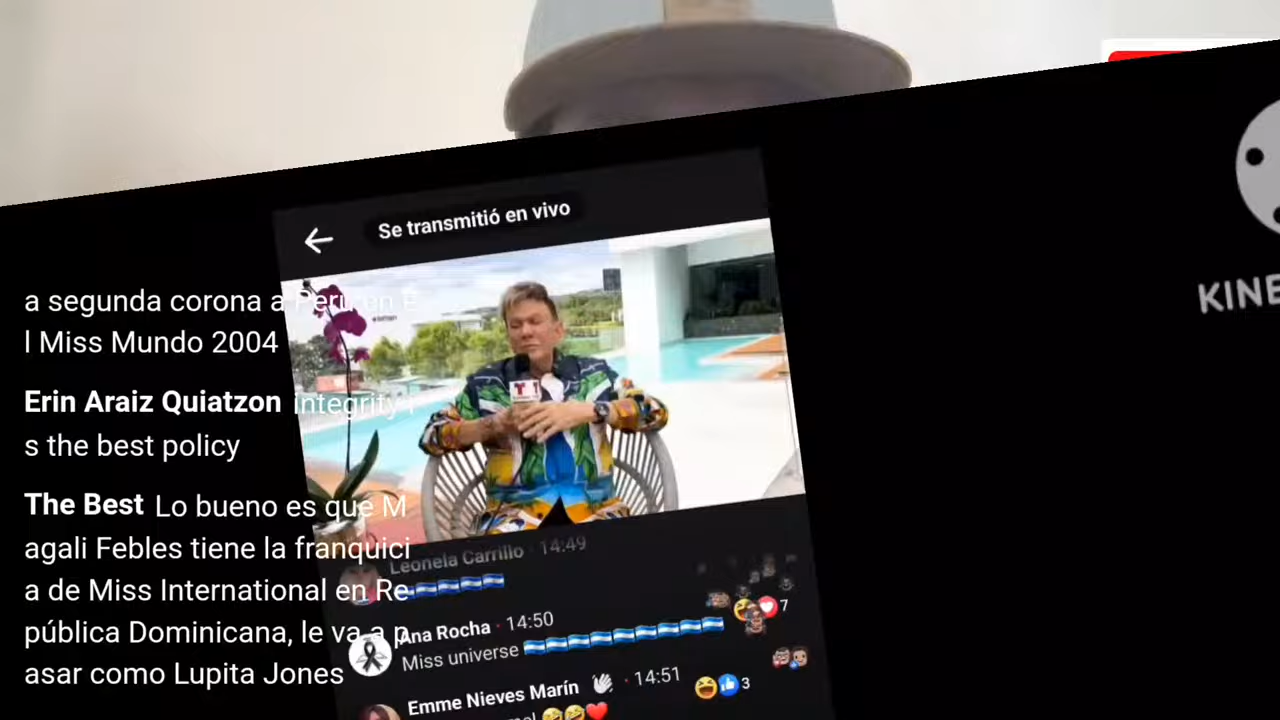 Se transmitió en vivo
a segunda corona a Perú en E
l Miss Mundo 2004
Erin Araiz Quiatzon integrity i
s the best policy
The Best Lo bueno es que M
agali Febles tiene la franquici
a de Miss International en Re
pública Dominicana, le va a p
asar como Lupita Jones
Leonela Carrillo · 14:49
Ana Rocha · 14:50
Miss universe
7
Emme Nieves Marín · 14:51
3
KINE